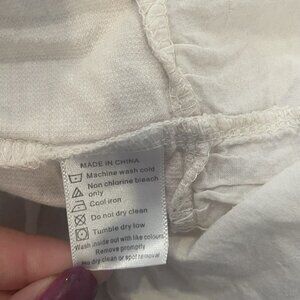 MADE IN CHINA
Machine wash cold
Non chlorine bleach
only
Cool iron
Do not dry clean
Tumble dry low
Wash inside out with like colours
Remove promptly
No dry clean or spot remover